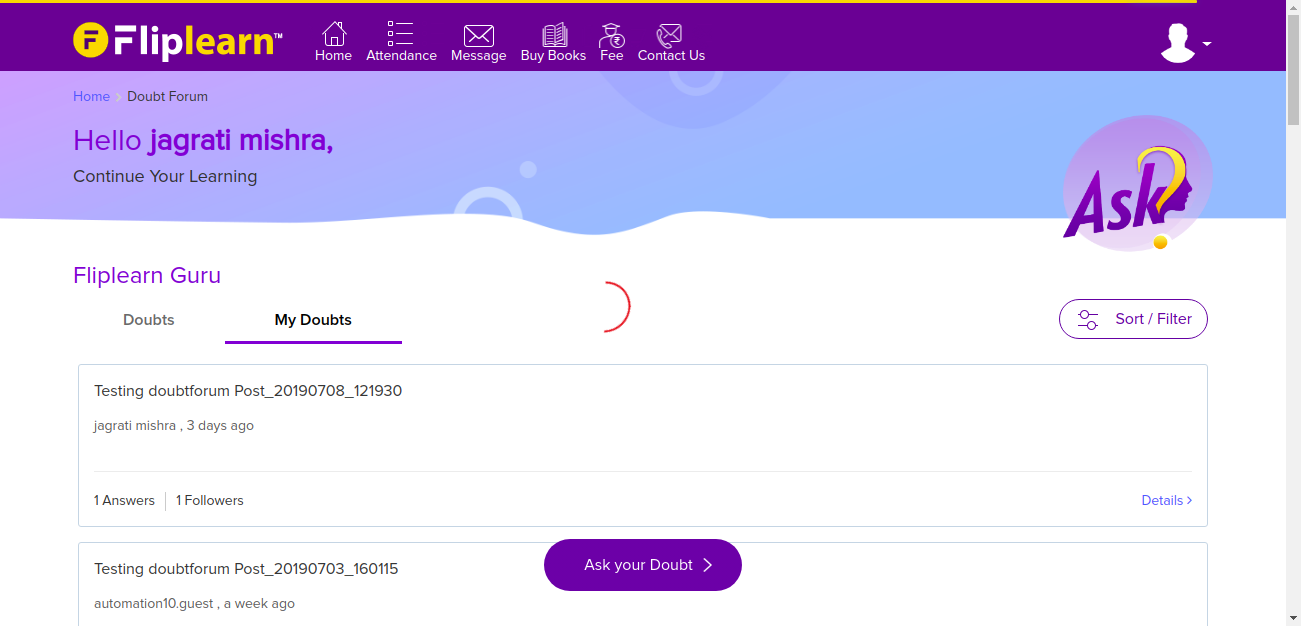 Fliplearn™
Home Attendance Message Buy Books Fee Contact Us
Home > Doubt Forum
Hello jagrati mishra,
Continue Your Learning
Ask?
Fliplearn Guru
Doubts My Doubts
Sort / Filter
Testing doubtforum Post_20190708_121930
jagrati mishra , 3 days ago
1 Answers | 1 Followers
Details >
Testing doubtforum Post_20190703_160115
automation10.guest , a week ago
Ask your Doubt >